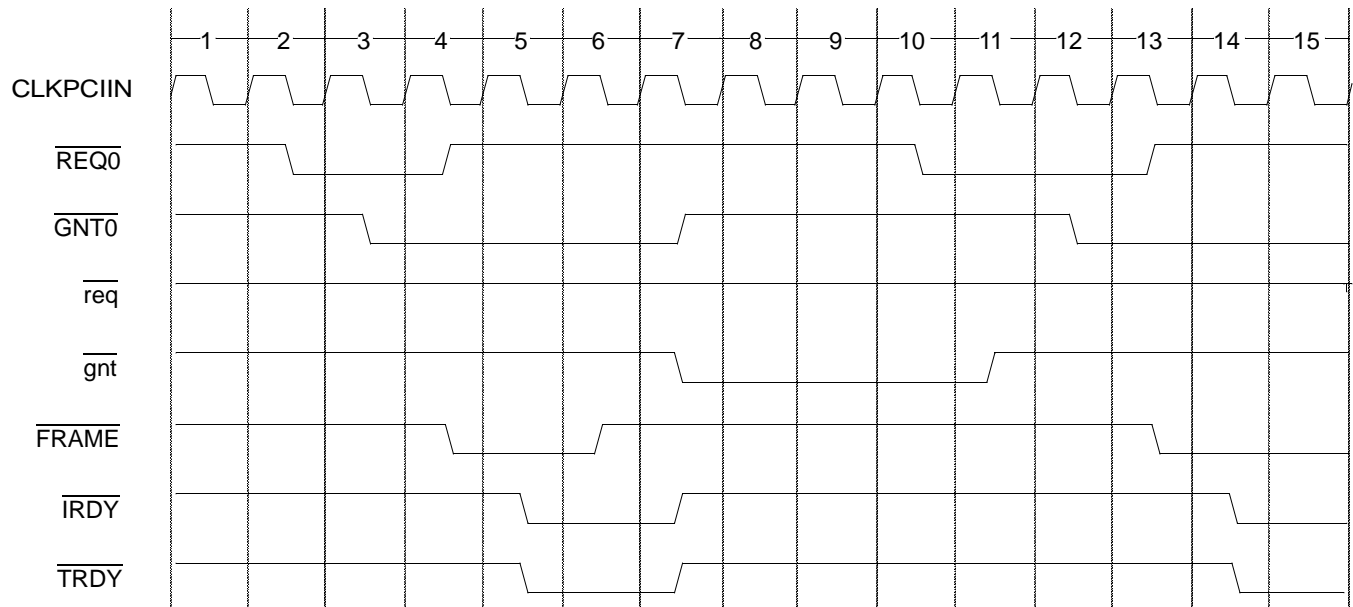 1 2 3 4 5 6 7 8 9 10 11 12 13 14 15
CLKPCIIN
REQ0
GNT0
req
gnt
FRAME
IRDY
TRDY